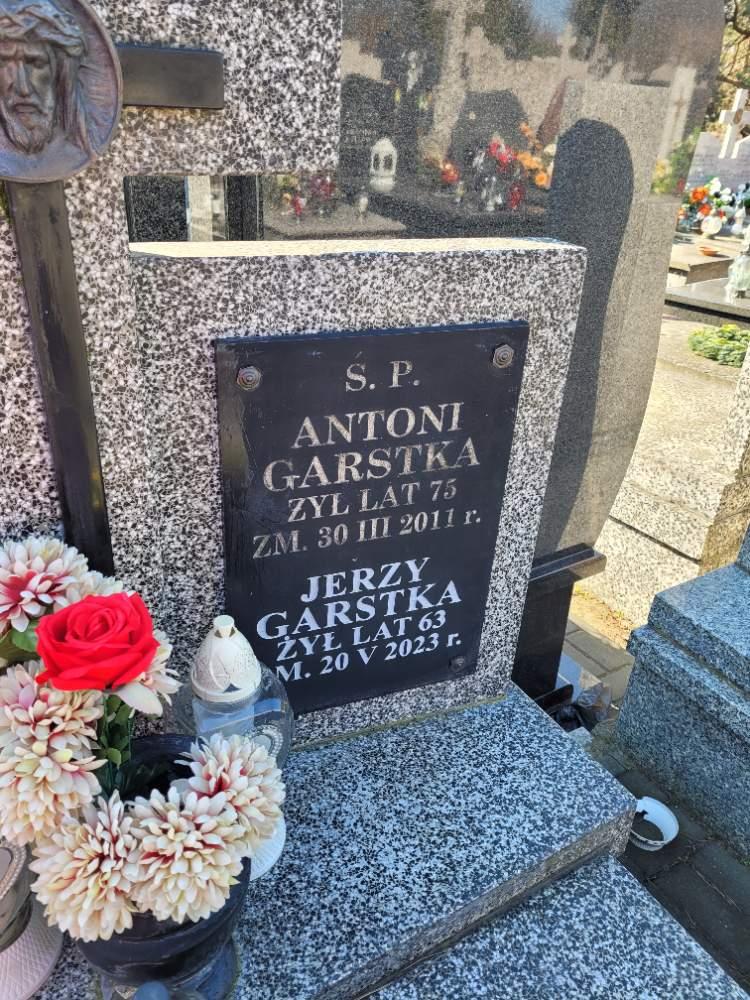 Ś. P.
ANTONI
GARSTKA
ŻYŁ LAT 75
ZM. 30 III 2011 r.
JERZY
GARSTKA
ŻYŁ LAT 63
M. 20 V 2023 r.